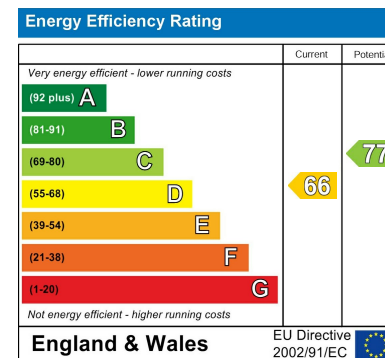 Energy Efficiency Rating
Current
Very energy efficient - lower running costs
(92 plus) A
(81-91) B
(69-80) C
77
(55-68) D
66
(39-54) E
(21-38) F
(1-20) G
Not energy efficient - higher running costs
England & Wales
EU Directive
2002/91/EC